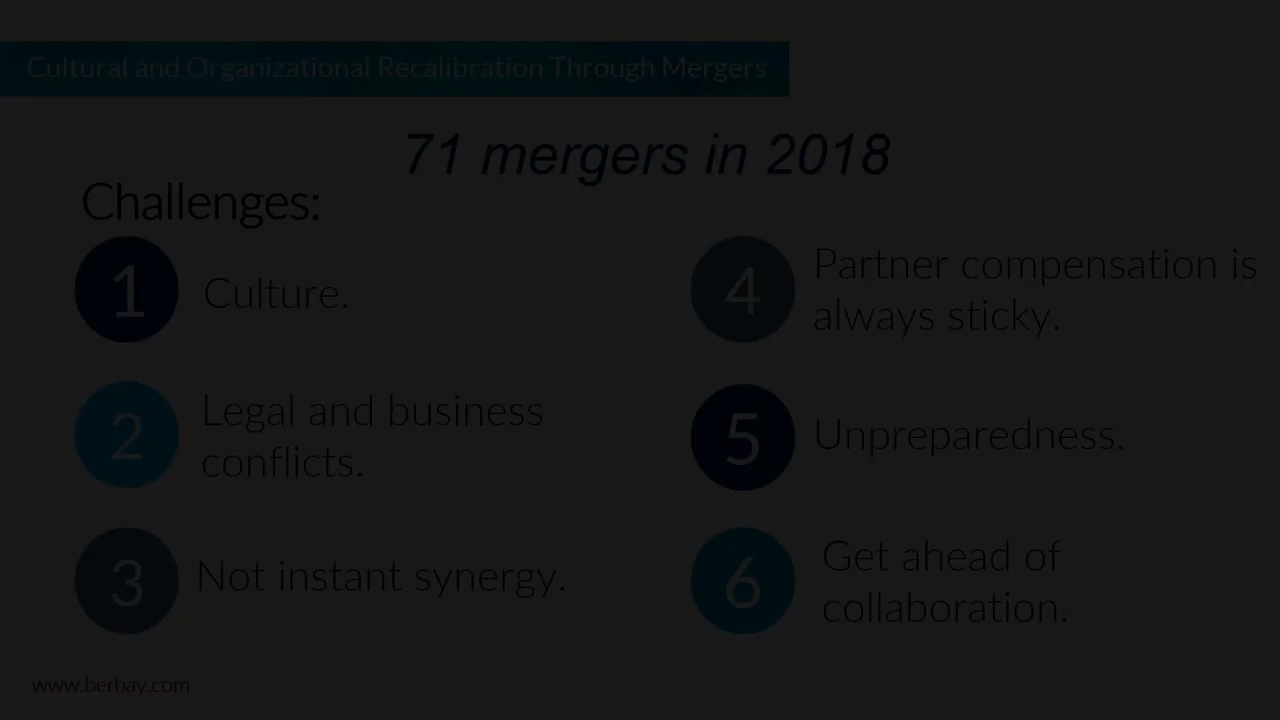 Cultural and Organizational Recalibration Through Mergers
71 mergers in 2018
Challenges:
1
Culture.
2
Legal and business
conflicts.
3
Not instant synergy.
4
Partner compensation is
always sticky.
5
Unpreparedness.
6
Get ahead of
collaboration.
www.berbay.com